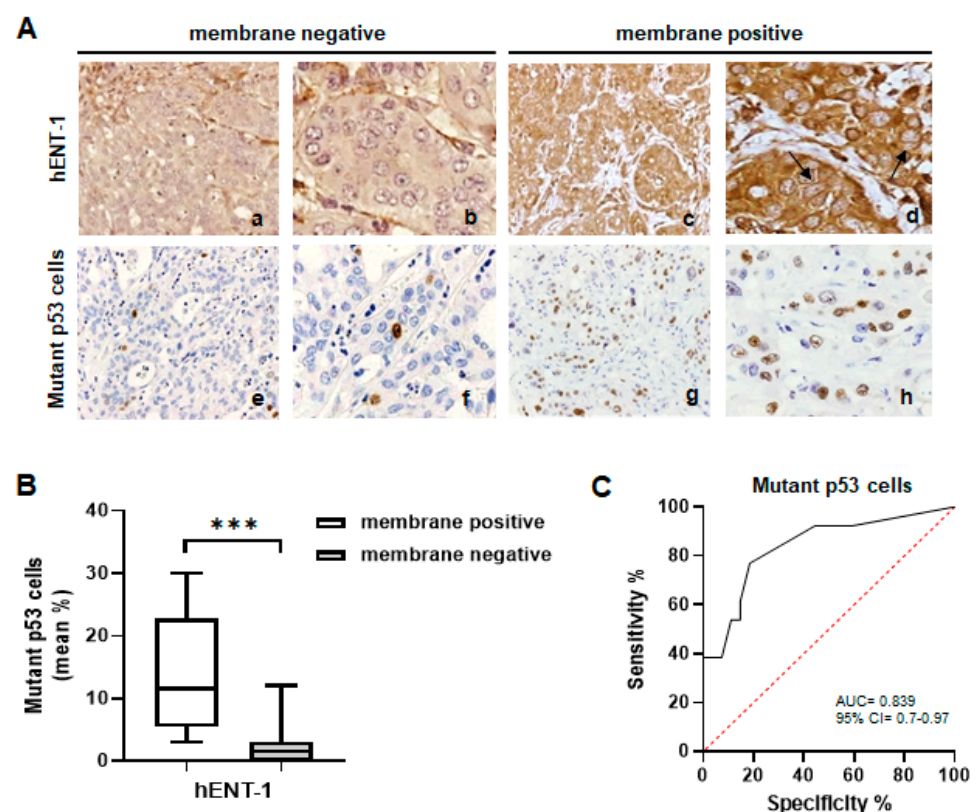 A
membrane negative
membrane positive
hENT-1
a
b
c
d
Mutant p53 cells
e
f
g
h
B
Mutant p53 cells
(mean %)
40
30
20
10
0
***
membrane positive
membrane negative
hENT-1
C
Mutant p53 cells
Sensitivity %
100
80
60
40
20
0
AUC= 0.839
95% CI= 0.7-0.97
0 20 40 60 80 100
Specificity %